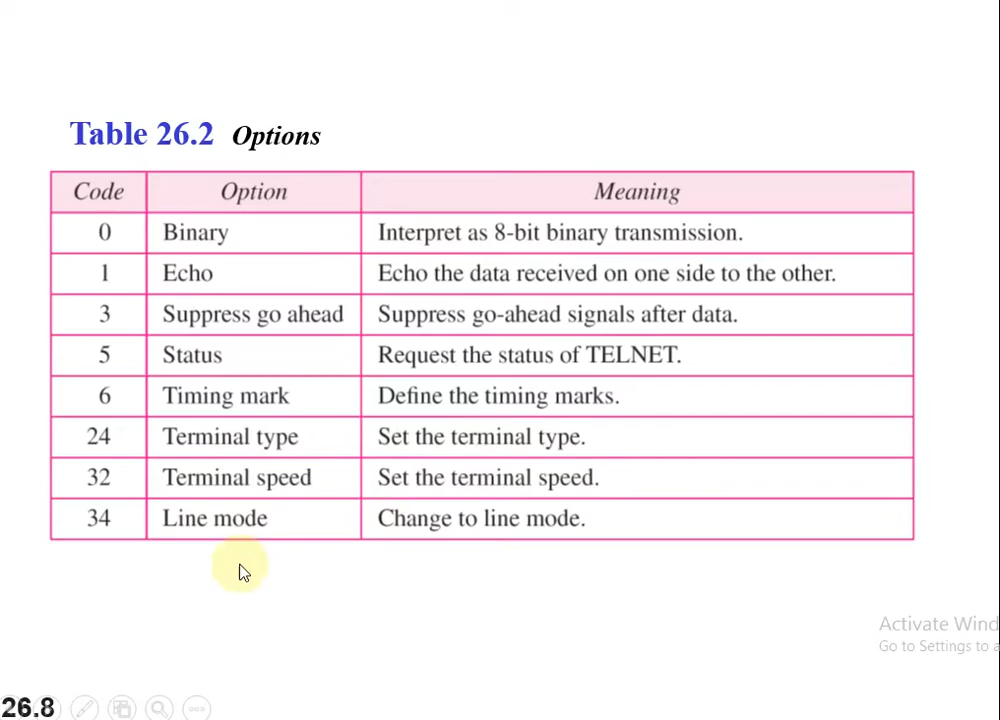 Table 26.2 Options
Code Option Meaning
0 Binary Interpret as 8-bit binary transmission.
1 Echo Echo the data received on one side to the other.
3 Suppress go ahead Suppress go-ahead signals after data.
5 Status Request the status of TELNET.
6 Timing mark Define the timing marks.
24 Terminal type Set the terminal type.
32 Terminal speed Set the terminal speed.
34 Line mode Change to line mode.
Activate Wind
Go to Settings to a
26.8